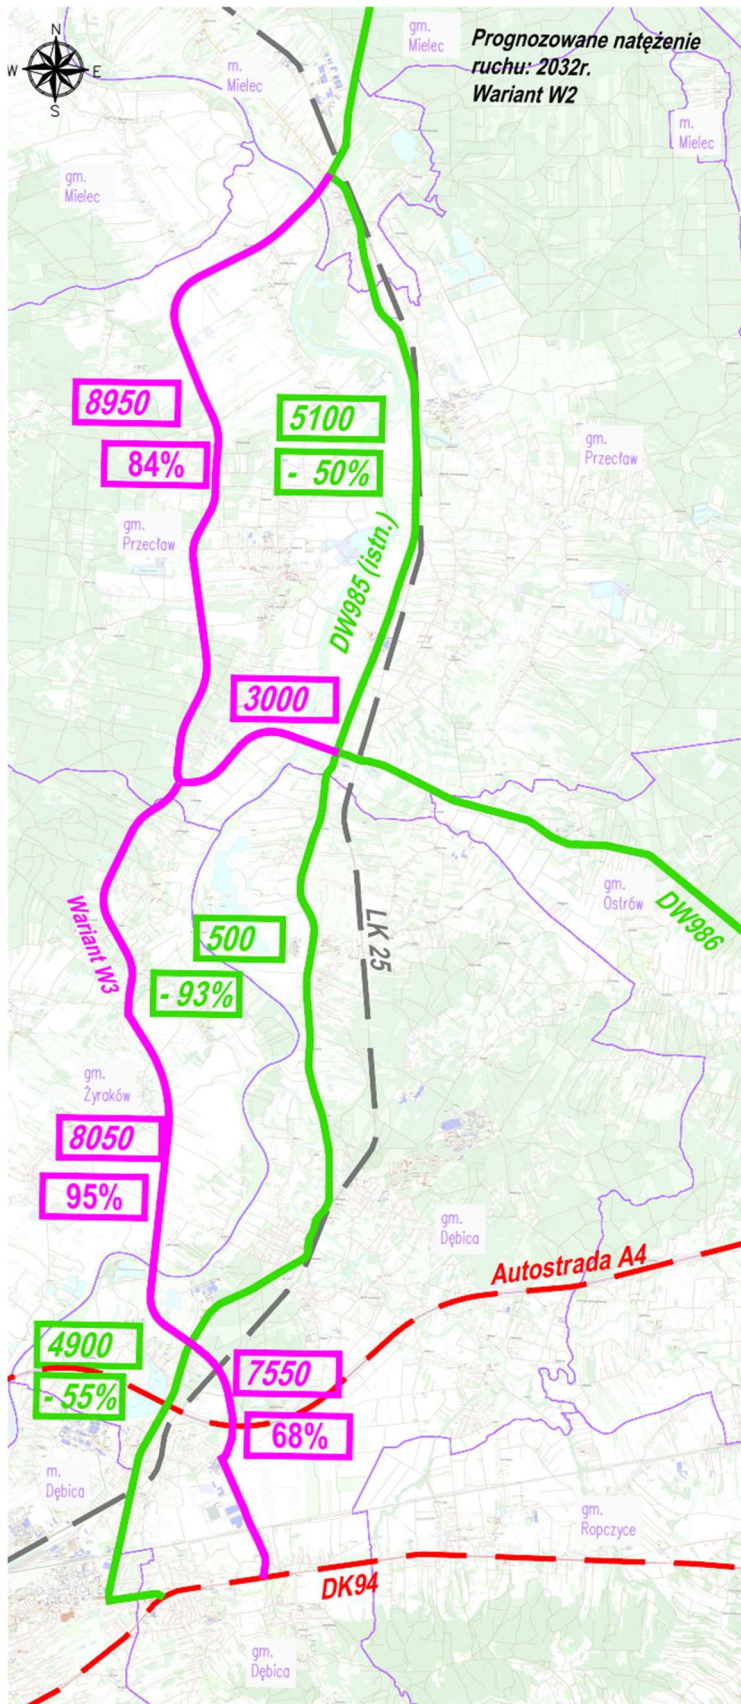 N
W
E
S
gm.
Mielec
Prognozowane natężenie
ruchu: 2032r.
Wariant W2
m.
Mielec
m.
Mielec
gm.
Mielec
8950
84%
5100
- 50%
gm.
Przecław
gm.
Przecław
DW985 (istn.)
3000
gm.
Ostrów
DW986
Wariant W3
500
- 93%
LK 25
gm.
Żyraków
8050
95%
gm.
Dębica
Autostrada A4
4900
- 55%
7550
68%
m.
Dębica
gm.
Ropczyce
DK94
gm.
Dębica